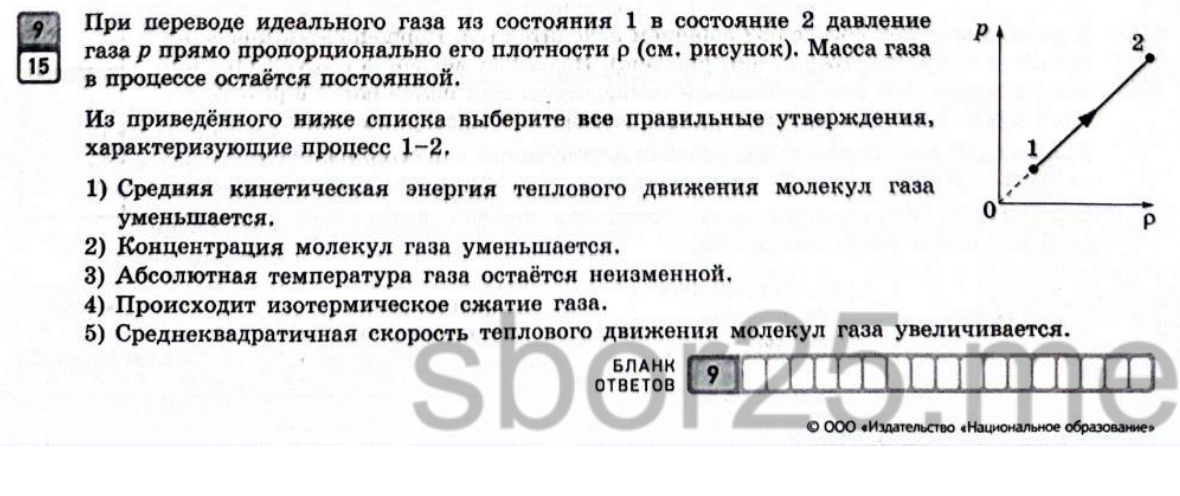 9
15
При переводе идеального газа из состояния 1 в состояние 2 давление
газа p прямо пропорционально его плотности ρ (см. рисунок). Масса газа
в процессе остаётся постоянной.
Из приведённого ниже списка выберите все правильные утверждения,
характеризующие процесс 1–2.
1) Средняя кинетическая энергия теплового движения молекул газа
уменьшается.
2) Концентрация молекул газа уменьшается.
3) Абсолютная температура газа остаётся неизменной.
4) Происходит изотермическое сжатие газа.
5) Среднеквадратичная скорость теплового движения молекул газа увеличивается.
p
2
1
0
ρ
БЛАНК
ОТВЕТОВ
9
sbor25.me
© ООО «Издательство «Национальное образование»